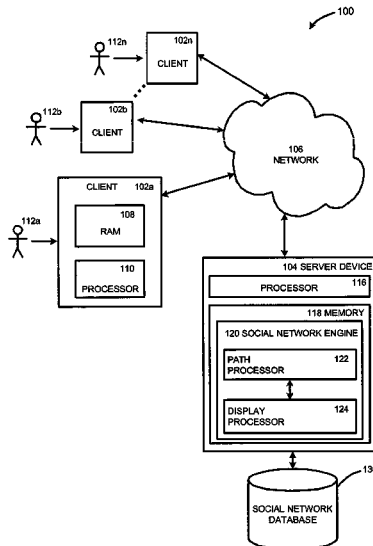 100
112n
102n
CLIENT
112b
102b
CLIENT
106
NETWORK
CLIENT 102a
112a
108
RAM
110
PROCESSOR
104 SERVER DEVICE
PROCESSOR 116
118 MEMORY
120 SOCIAL NETWORK ENGINE
PATH 122
PROCESSOR
DISPLAY 124
PROCESSOR
SOCIAL NETWORK
DATABASE